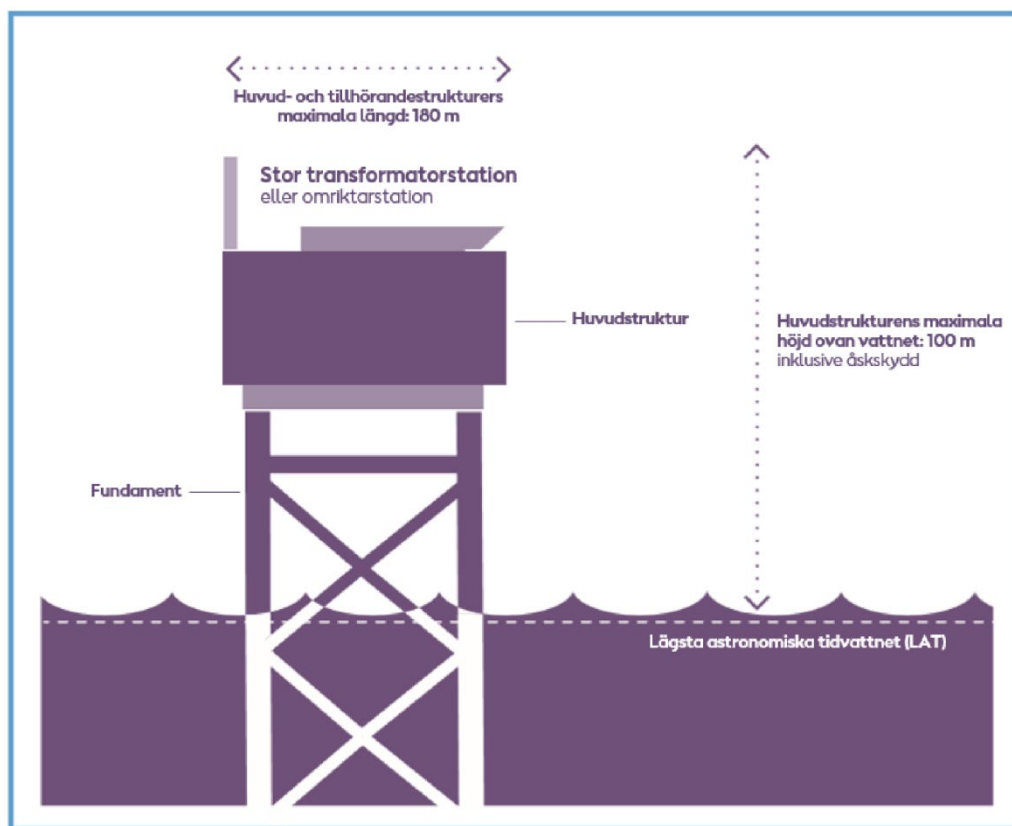 Huvud- och tillhörandestrukturers
maximala längd: 180 m
Stor transformatorstation
eller omriktarstation
Huvudstruktur
Huvudstrukturens maximala
höjd ovan vattnet: 100 m
inklusive åskskydd
Fundament
Lägsta astronomiska tidvattnet (LAT)